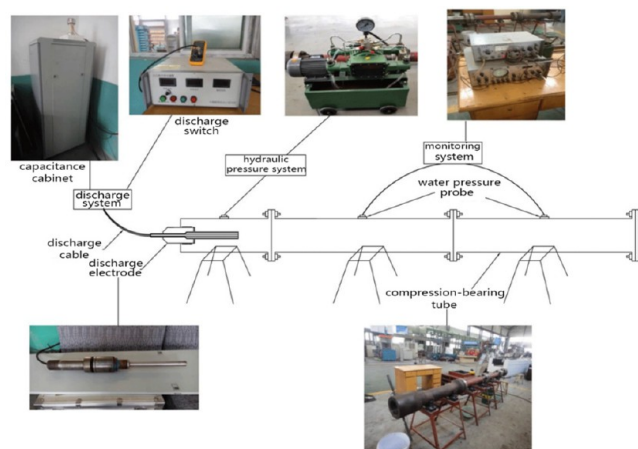 discharge
switch
capacitance
cabinet
hydraulic
pressure system
monitoring
system
discharge
system
water pressure
probe
discharge
cable
discharge
electrode
compression-bearing
tube